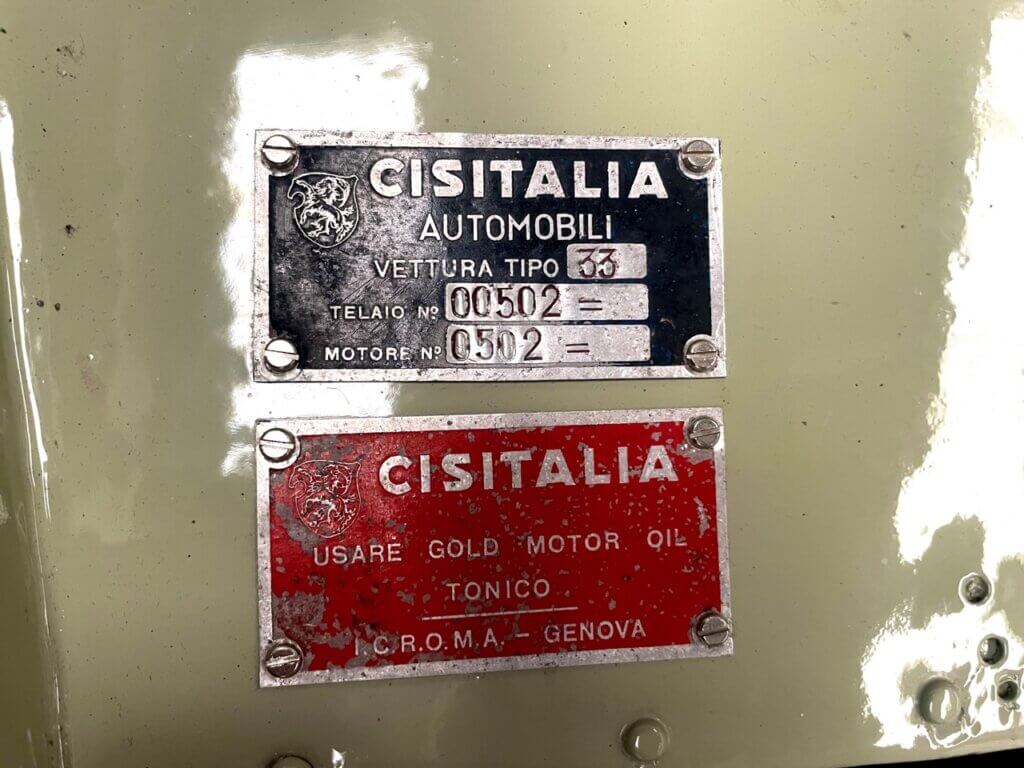 CISITALIA
AUTOMOBILI
VETTURA TIPO 33
TELAIO Nº 00502 =
MOTORE Nº 0502 =
CISITALIA
USARE GOLD MOTOR OIL
TONICO
I.C.R.O.M.A. - GENOVA